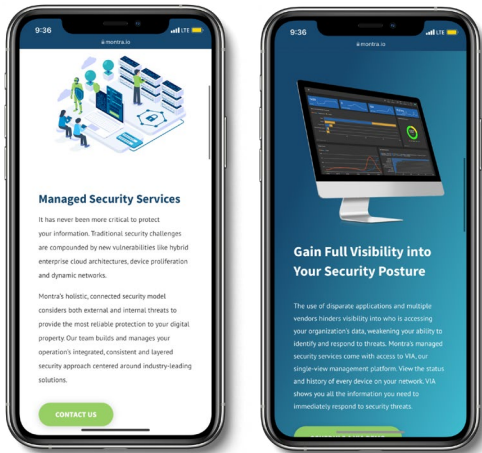 9:36
LTE
montra.io
Managed Security Services
It has never been more critical to protect
your information. Traditional security challenges
are compounded by new vulnerabilities like hybrid
enterprise cloud architectures, device proliferation
and dynamic networks.
Montra's holistic, connected security model
considers both external and internal threats to
provide the most reliable protection to your digital
property. Our team builds and manages your
operation's integrated, consistent and layered
security approach centered around industry-leading
solutions.
CONTACT US
9:36
LTE
montra.io
Gain Full Visibility into
Your Security Posture
The use of disparate applications and multiple
vendors hinders visibility into who is accessing
your organization's data, weakening your ability to
identify and respond to threats. Montra's managed
security services come with access to VIA, our
single-view management platform. View the status
and history of every device on your network. VIA
shows you all the information you need to
immediately respond to security threats.